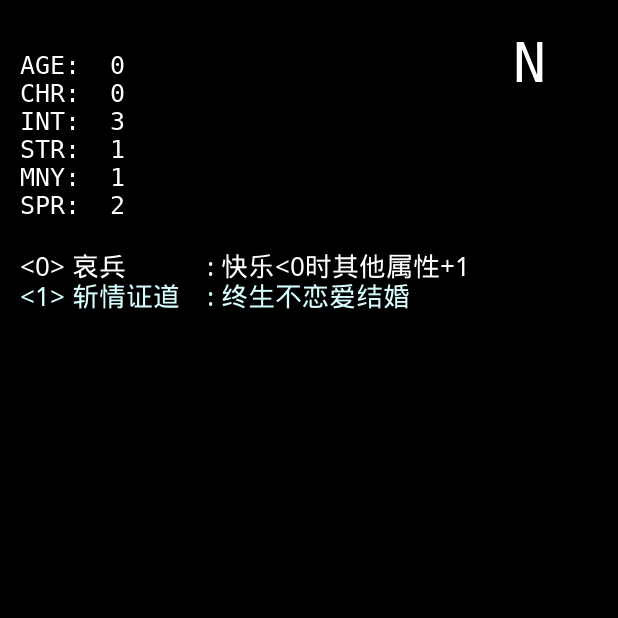 N
AGE: 0
CHR: 0
INT: 3
STR: 1
MNY: 1
SPR: 2
<0> 哀兵 : 快乐<0时其他属性+1
<1> 斩情证道 : 终生不恋爱结婚